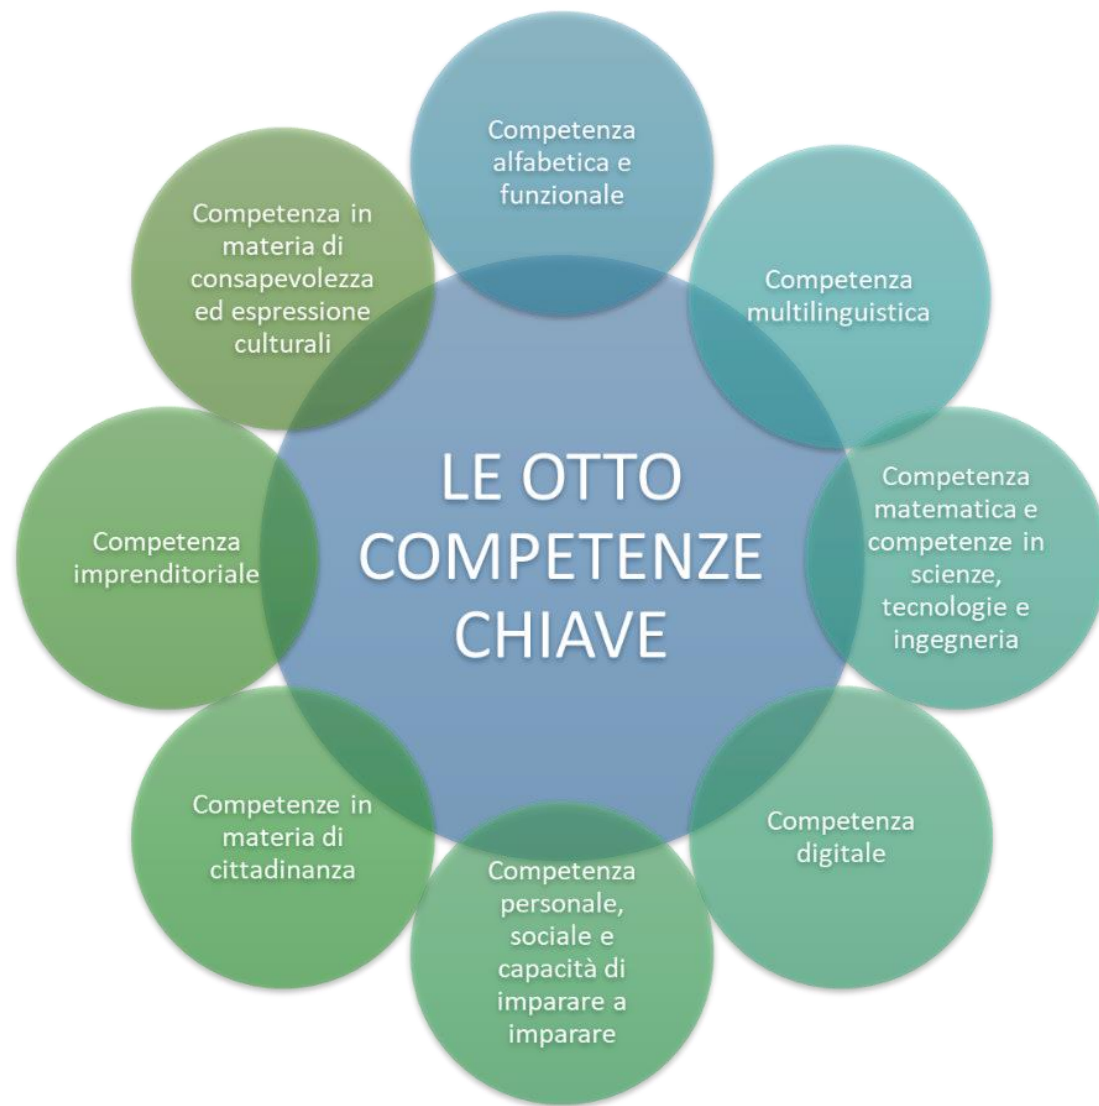 Competenza
alfabetica e
funzionale
Competenza
multilinguistica
Competenza
matematica e
competenze in
scienze,
tecnologie e
ingegneria
Competenza
digitale
Competenza
personale,
sociale e
capacità di
imparare a
imparare
Competenze in
materia di
cittadinanza
Competenza
imprenditoriale
Competenza in
materia di
consapevolezza
ed espressione
culturali
LE OTTO
COMPETENZE
CHIAVE